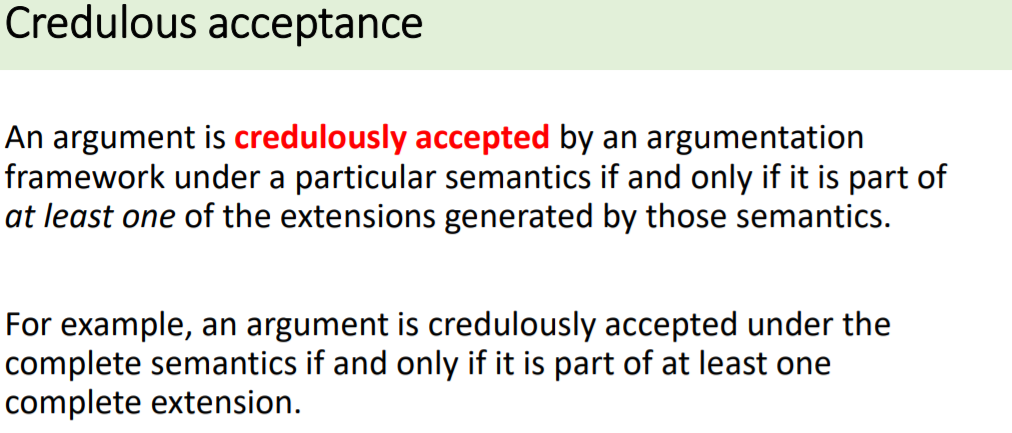 Credulous acceptance
An argument is credulously accepted by an argumentation
framework under a particular semantics if and only if it is part of
at least one of the extensions generated by those semantics.
For example, an argument is credulously accepted under the
complete semantics if and only if it is part of at least one
complete extension.